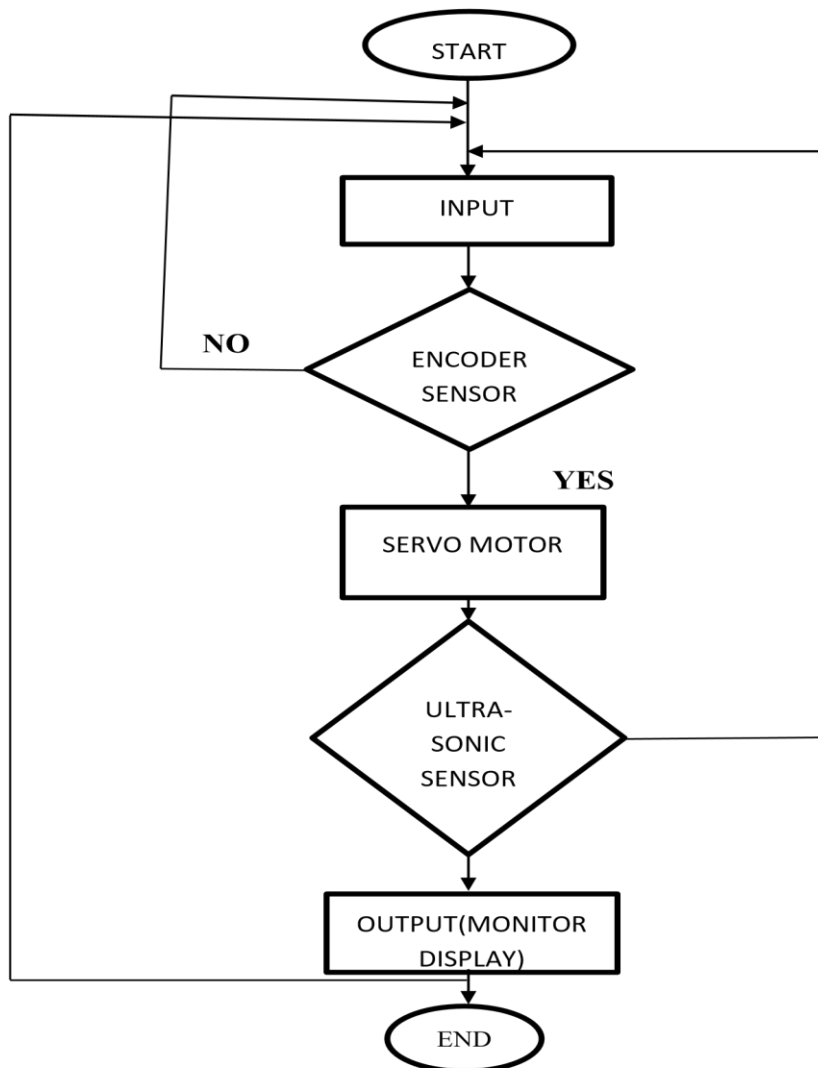 START
INPUT
NO
ENCODER
SENSOR
YES
SERVO MOTOR
ULTRA-
SONIC
SENSOR
OUTPUT(MONITOR
DISPLAY)
END